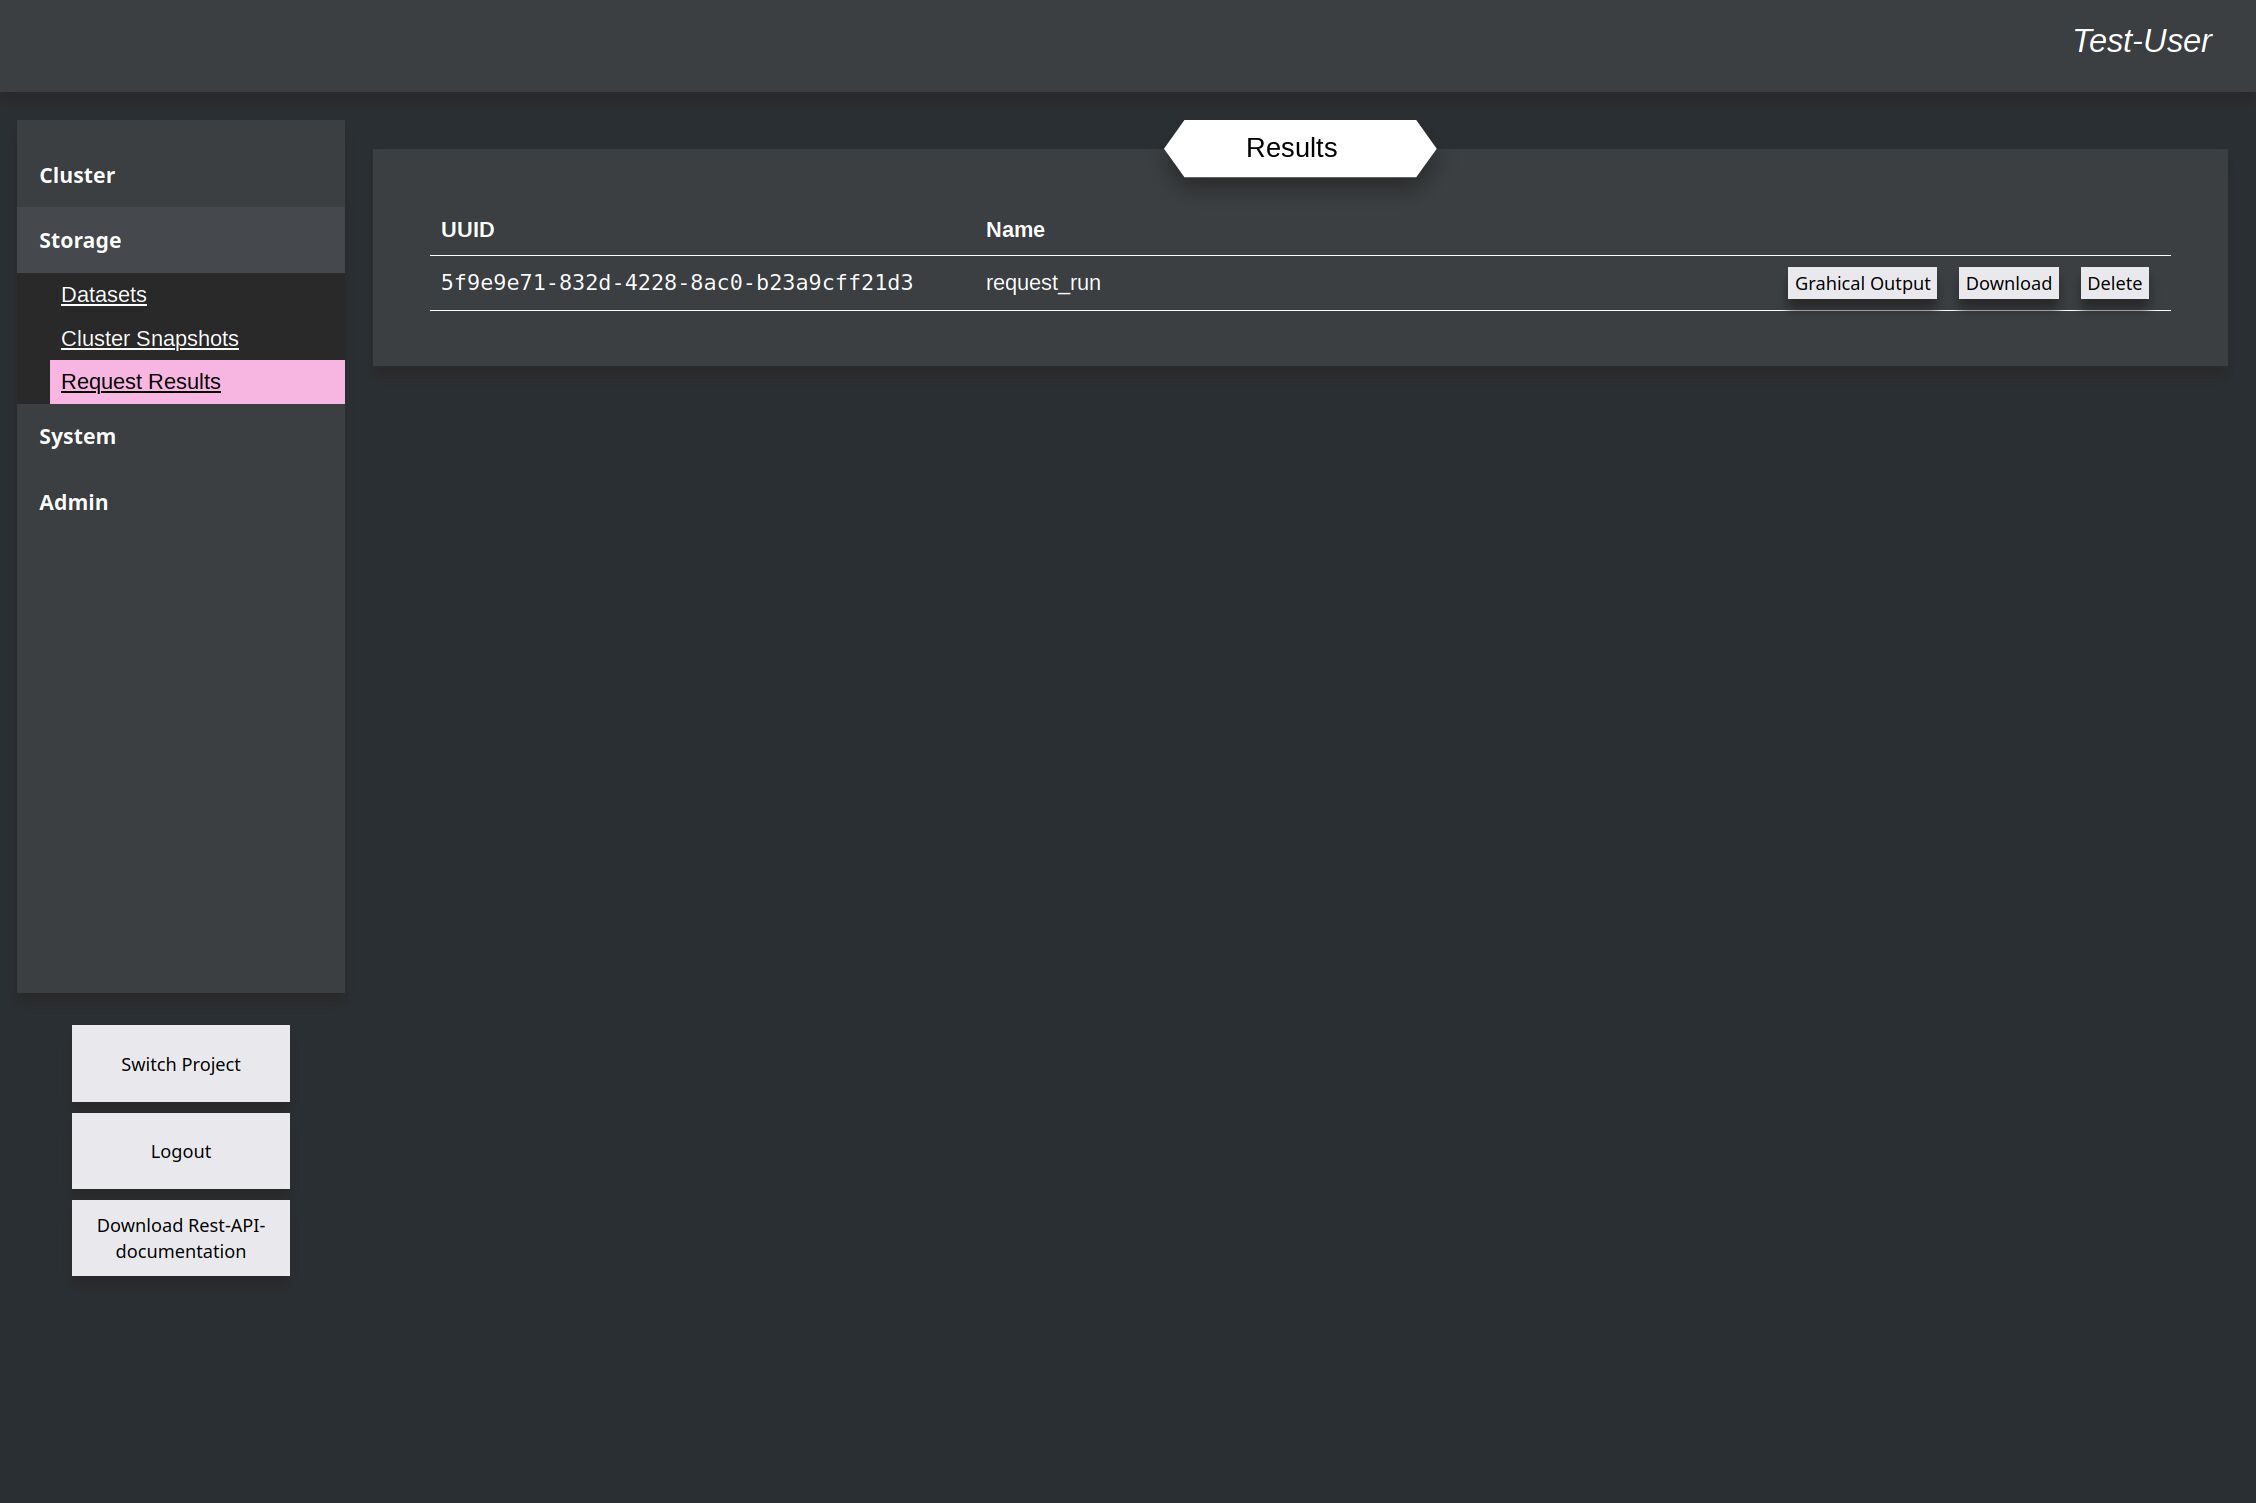 Test-User
Cluster
Storage
Datasets
Cluster Snapshots
Request Results
System
Admin
Switch Project
Logout
Download Rest-API-
documentation
Results
UUID Name
5f9e9e71-832d-4228-8ac0-b23a9cff21d3 request_run Grahical Output Download Delete